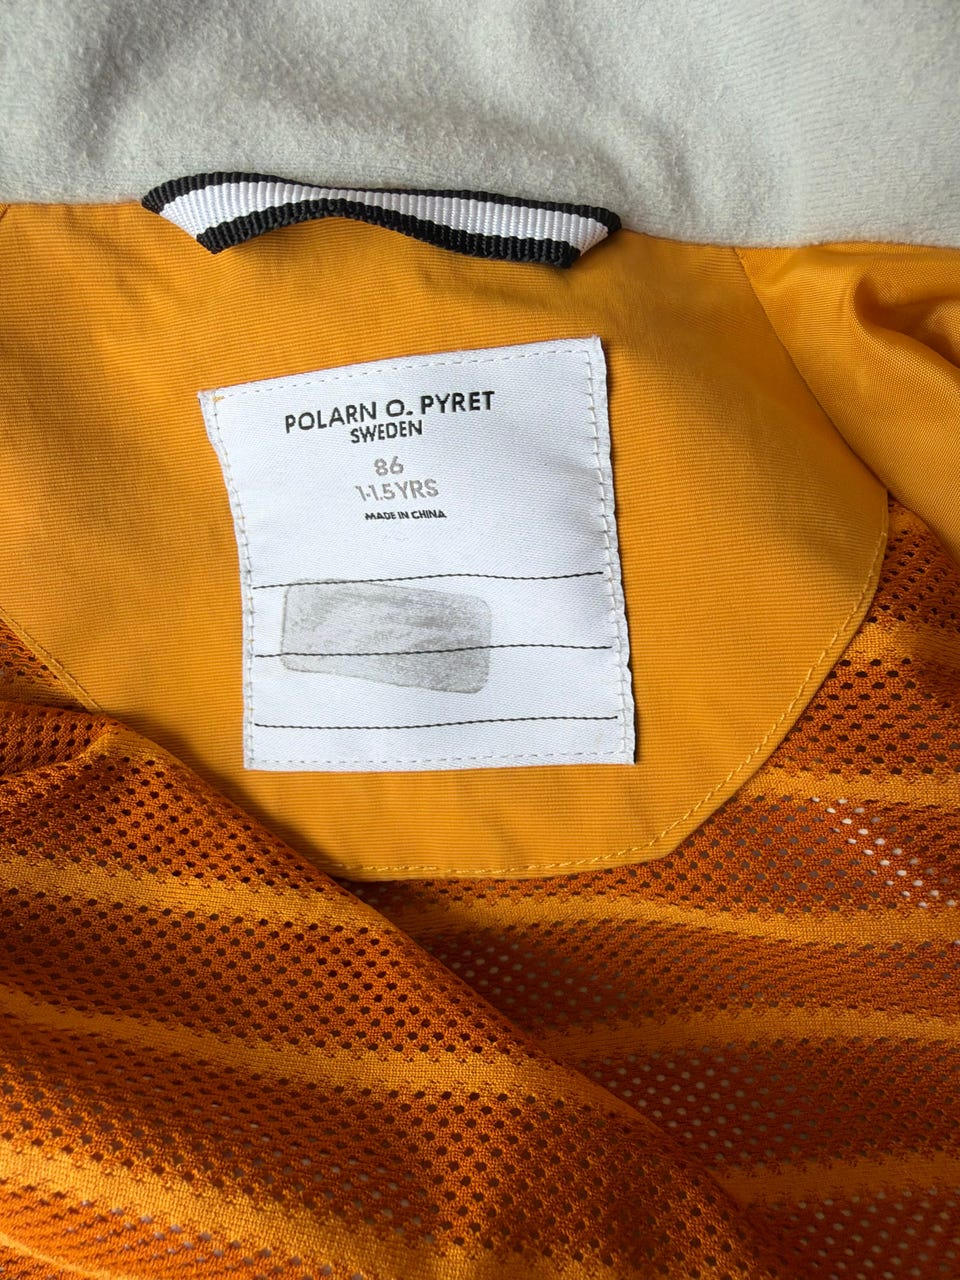 POLARN O. PYRET
SWEDEN
86
1-1.5 YRS
MADE IN CHINA